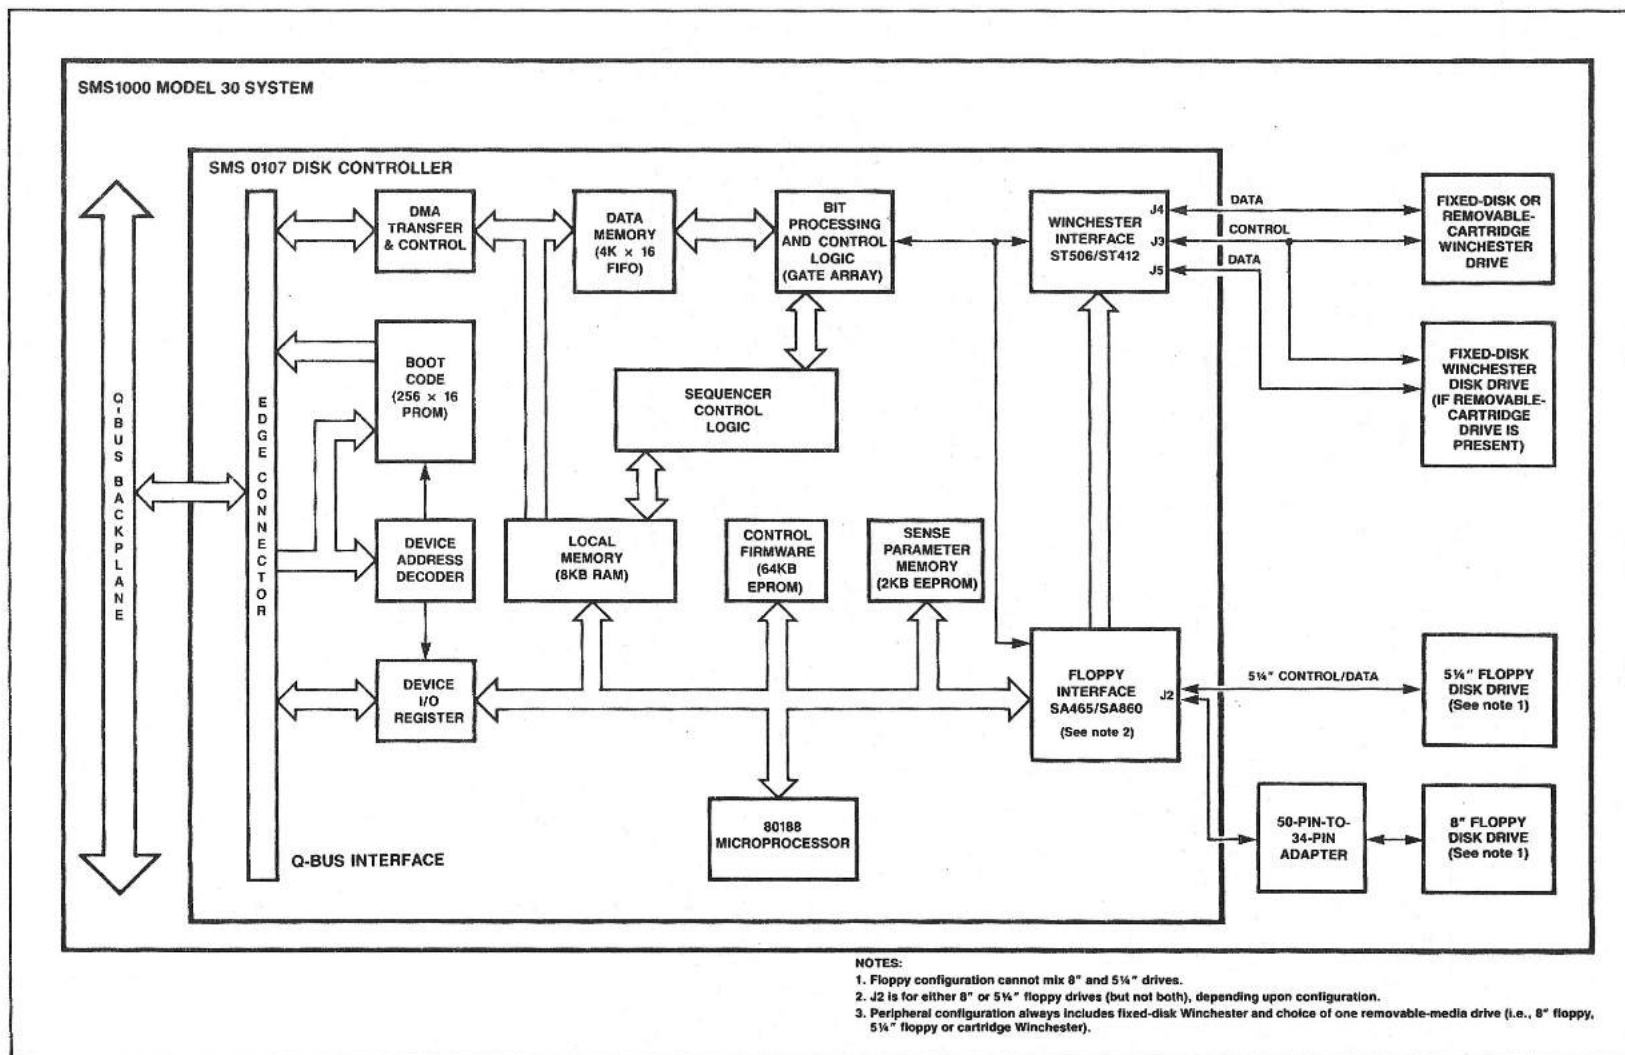 SMS1000 MODEL 30 SYSTEM
SMS 0107 DISK CONTROLLER
Q-BUS BACKPLANE
EDGE CONNECTOR
DMA
TRANSFER
& CONTROL
DATA
MEMORY
(4K × 16
FIFO)
BIT
PROCESSING
AND CONTROL
LOGIC
(GATE ARRAY)
WINCHESTER
INTERFACE
ST506/ST412
J4
J3
J5
DATA
CONTROL
DATA
FIXED-DISK OR
REMOVABLE-
CARTRIDGE
WINCHESTER
DRIVE
BOOT
CODE
(256 × 16
PROM)
SEQUENCER
CONTROL
LOGIC
FIXED-DISK
WINCHESTER
DISK DRIVE
(IF REMOVABLE-
CARTRIDGE
DRIVE IS
PRESENT)
DEVICE
ADDRESS
DECODER
LOCAL
MEMORY
(8KB RAM)
CONTROL
FIRMWARE
(64KB
EPROM)
SENSE
PARAMETER
MEMORY
(2KB EEPROM)
DEVICE
I/O
REGISTER
FLOPPY
INTERFACE
SA465/SA860
(See note 2)
J2
5¼" CONTROL/DATA
5¼" FLOPPY
DISK DRIVE
(See note 1)
80188
MICROPROCESSOR
50-PIN-TO-
34-PIN
ADAPTER
8" FLOPPY
DISK DRIVE
(See note 1)
Q-BUS INTERFACE
NOTES:
1. Floppy configuration cannot mix 8" and 5¼" drives.
2. J2 is for either 8" or 5¼" floppy drives (but not both), depending upon configuration.
3. Peripheral configuration always includes fixed-disk Winchester and choice of one removable-media drive (i.e., 8" floppy,
5¼" floppy or cartridge Winchester).